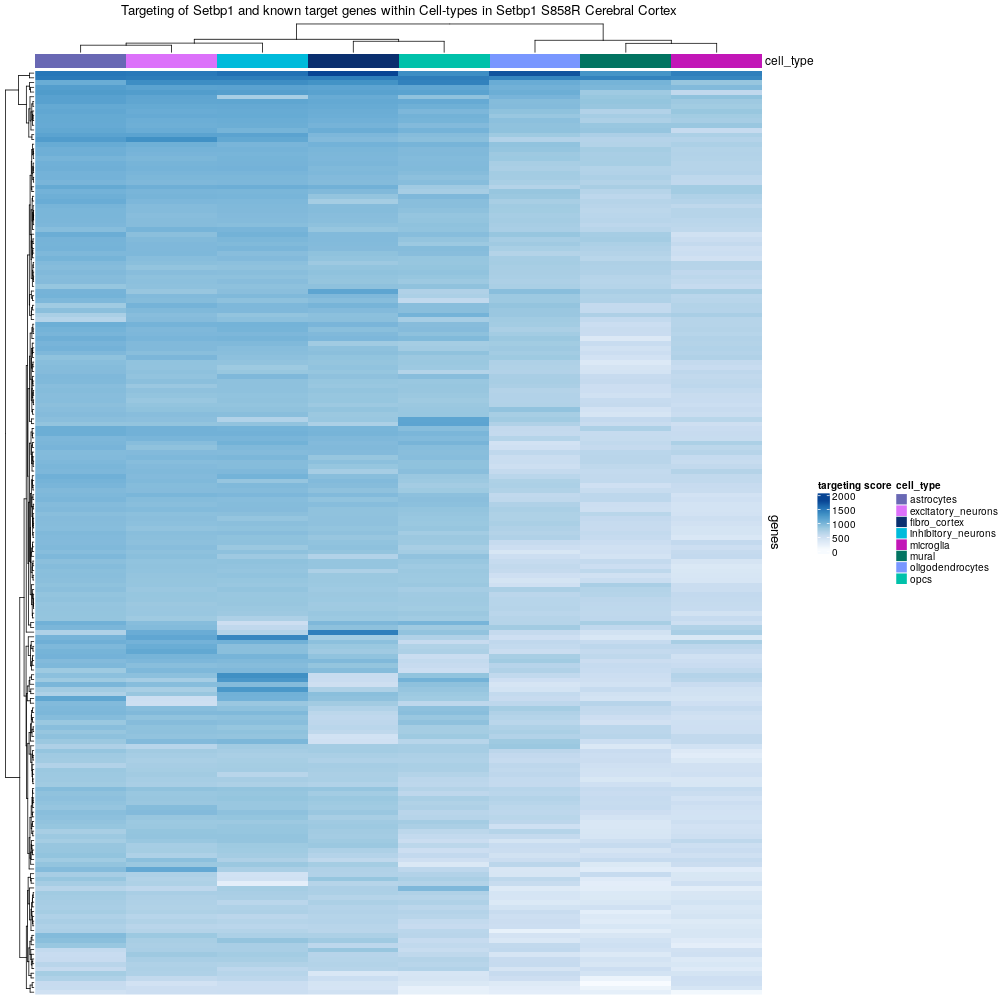 Targeting of Setbp1 and known target genes within Cell-types in Setbp1 S858R Cerebral Cortex
cell_type
genes
targeting score
2000
1500
1000
500
0
cell_type
astrocytes
excitatory_neurons
fibro_cortex
inhibitory_neurons
microglia
mural
oligodendrocytes
opcs